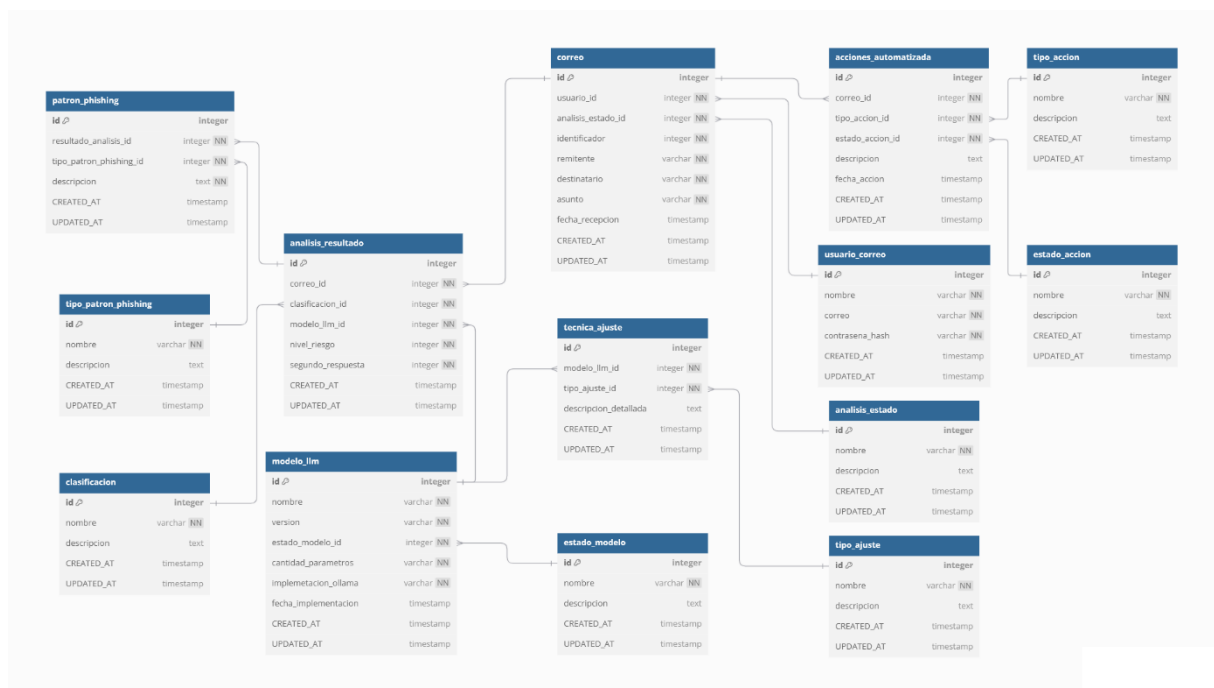 patron_phishing
id integer
resultado_analisis_id integer NN
tipo_patron_phishing_id integer NN
descripcion text NN
CREATED_AT timestamp
UPDATED_AT timestamp
tipo_patron_phishing
id integer
nombre varchar NN
descripcion text
CREATED_AT timestamp
UPDATED_AT timestamp
clasificacion
id integer
nombre varchar NN
descripcion text
CREATED_AT timestamp
UPDATED_AT timestamp
analisis_resultado
id integer
correo_id integer NN
clasificacion_id integer NN
modelo_llm_id integer NN
nivel_riesgo integer NN
segundo_respuesta integer NN
CREATED_AT timestamp
UPDATED_AT timestamp
modelo_llm
id integer
nombre varchar NN
version varchar NN
estado_modelo_id integer NN
cantidad_parametros varchar NN
implemetacion_ollama varchar NN
fecha_implementacion timestamp
CREATED_AT timestamp
UPDATED_AT timestamp
correo
id integer
usuario_id integer NN
analisis_estado_id integer NN
identificador integer NN
remitente varchar NN
destinatario varchar NN
asunto varchar NN
fecha_recepcion timestamp
CREATED_AT timestamp
UPDATED_AT timestamp
tecnica_ajuste
id integer
modelo_llm_id integer NN
tipo_ajuste_id integer NN
descripcion_detallada text
CREATED_AT timestamp
UPDATED_AT timestamp
estado_modelo
id integer
nombre varchar NN
descripcion text
CREATED_AT timestamp
UPDATED_AT timestamp
acciones_automatizada
id integer
correo_id integer NN
tipo_accion_id integer NN
estado_accion_id integer NN
descripcion text
fecha_accion timestamp
CREATED_AT timestamp
UPDATED_AT timestamp
usuario_correo
id integer
nombre varchar NN
correo varchar NN
contrasena_hash varchar NN
CREATED_AT timestamp
UPDATED_AT timestamp
analisis_estado
id integer
nombre varchar NN
descripcion text
CREATED_AT timestamp
UPDATED_AT timestamp
tipo_ajuste
id integer
nombre varchar NN
descripcion text
CREATED_AT timestamp
UPDATED_AT timestamp
tipo_accion
id integer
nombre varchar NN
descripcion text
CREATED_AT timestamp
UPDATED_AT timestamp
estado_accion
id integer
nombre varchar NN
descripcion text
CREATED_AT timestamp
UPDATED_AT timestamp